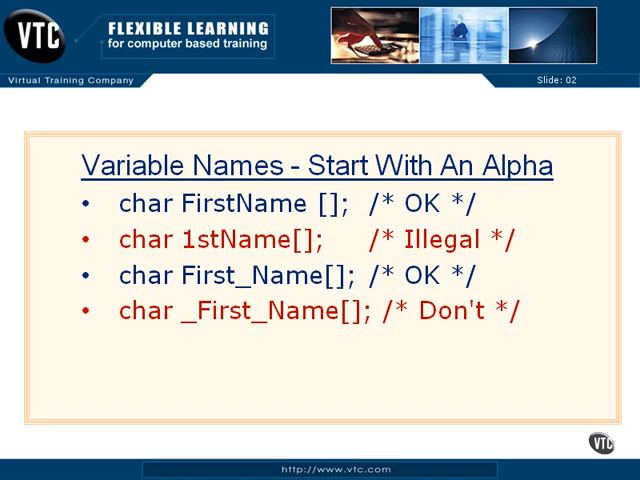 VTC
FLEXIBLE LEARNING
for computer based training
Virtual Training Company
Slide: 02
Variable Names - Start With An Alpha
• char FirstName []; /* OK */
• char 1stName[]; /* Illegal */
• char First_Name[]; /* OK */
• char _First_Name[]; /* Don't */
VTC
http://www.vtc.com